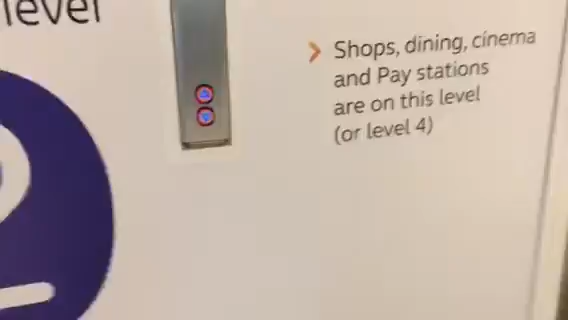 level
Shops, dining, cinema
and Pay stations
are on this level
(or level 4)